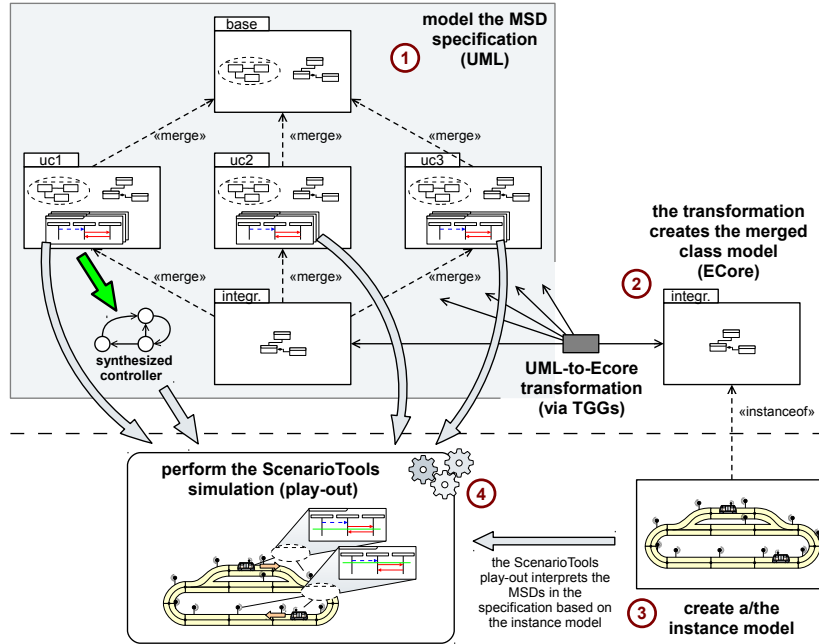 base
model the MSD
specification
(UML)
1
«merge»
«merge»
«merge»
uc1
uc2
uc3
the transformation
creates the merged
class model
(ECore)
«merge»
«merge»
«merge»
2
integr.
integr.
synthesized
controller
UML-to-Ecore
transformation
(via TGGs)
«instanceof»
perform the ScenarioTools
simulation (play-out)
4
the ScenarioTools
play-out interprets the
MSDs in the
specification based on
the instance model
3
create a/the
instance model